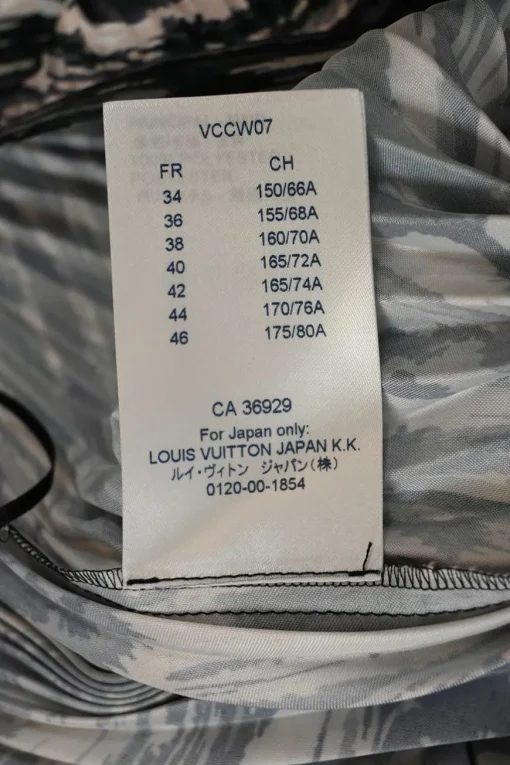 VCCW07
FR CH
34 150/66A
36 155/68A
38 160/70A
40 165/72A
42 165/74A
44 170/76A
46 175/80A
CA 36929
For Japan only:
LOUIS VUITTON JAPAN K.K.
ルイ・ヴィトン ジャパン(株)
0120-00-1854